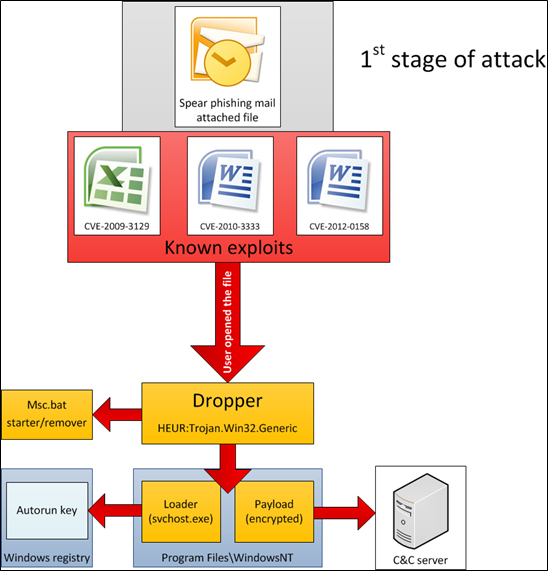 1st stage of attack
Spear phishing mail
attached file
CVE-2009-3129
CVE-2010-3333
CVE-2012-0158
Known exploits
User opened the file
Dropper
HEUR:Trojan.Win32.Generic
Msc.bat
starter/remover
Autorun key
Windows registry
Loader
(svchost.exe)
Payload
(encrypted)
Program Files\WindowsNT
C&C server